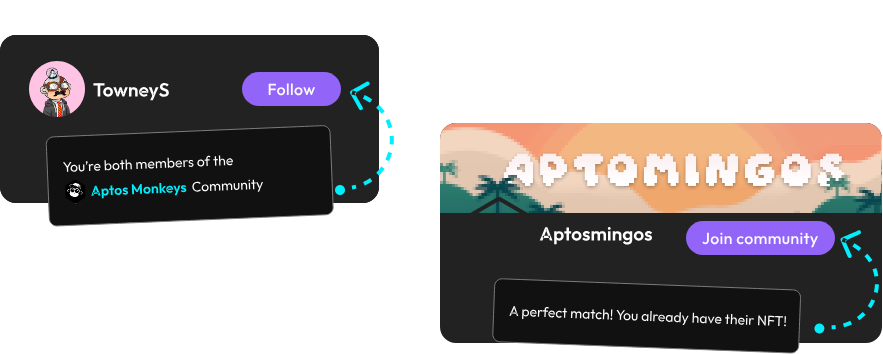 TowneyS
Follow
You're both members of the
Aptos Monkeys Community
APTOMINGOS
Aptosmingos
Join community
A perfect match! You already have their NFT!